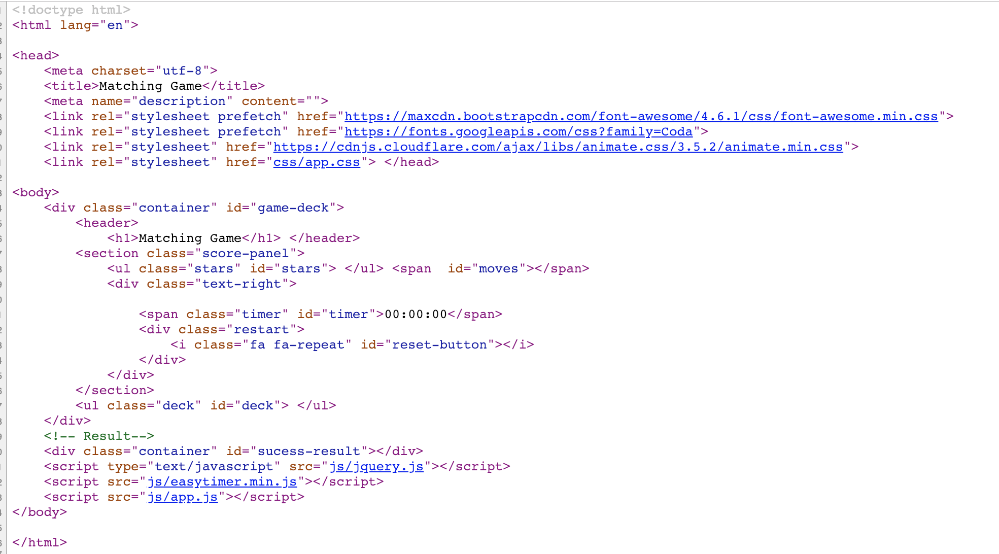 <!doctype html>
<html lang="en">
<head>
<meta charset="utf-8">
<title>Matching Game</title>
<meta name="description" content="">
<link rel="stylesheet prefetch" href="https://maxcdn.bootstrapcdn.com/font-awesome/4.6.1/css/font-awesome.min.css">
<link rel="stylesheet prefetch" href="https://fonts.googleapis.com/css?family=Coda">
<link rel="stylesheet" href="https://cdnjs.cloudflare.com/ajax/libs/animate.css/3.5.2/animate.min.css">
<link rel="stylesheet" href="css/app.css"> </head>
<body>
<div class="container" id="game-deck">
<header>
<h1>Matching Game</h1> </header>
<section class="score-panel">
<ul class="stars" id="stars"> </ul> <span  id="moves"></span>
<div class="text-right">
<span class="timer" id="timer">00:00:00</span>
<div class="restart">
<i class="fa fa-repeat" id="reset-button"></i>
</div>
</div>
</section>
<ul class="deck" id="deck"> </ul>
</div>
<!-- Result-->
<div class="container" id="sucess-result"></div>
<script type="text/javascript" src="js/jquery.js"></script>
<script src="js/easytimer.min.js"></script>
<script src="js/app.js"></script>
</body>
</html>